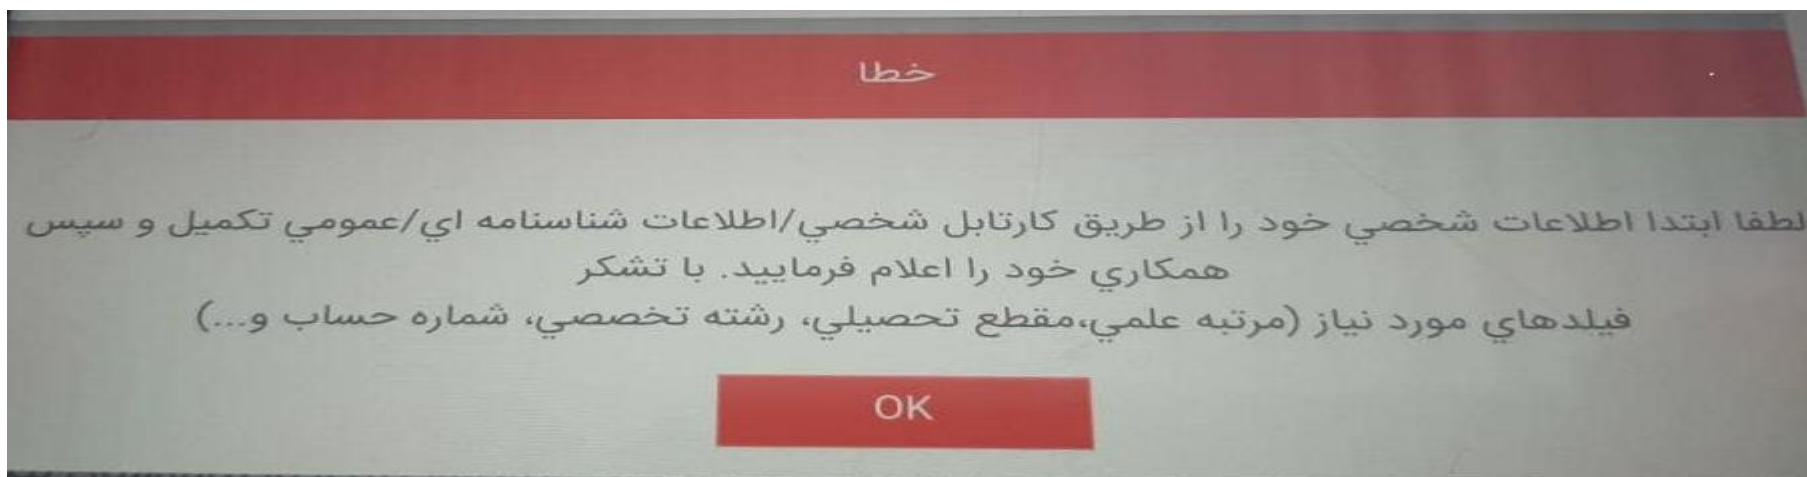 خطا
لطفا ابتدا اطلاعات شخصي خود را از طريق كارتابل شخصي/اطلاعات شناسنامه اي/عمومي تكميل و سپس
همكاري خود را اعلام فرماييد. با تشكر
فيلدهاي مورد نياز (مرتبه علمي،مقطع تحصيلي، رشته تخصصي، شماره حساب و...)
OK